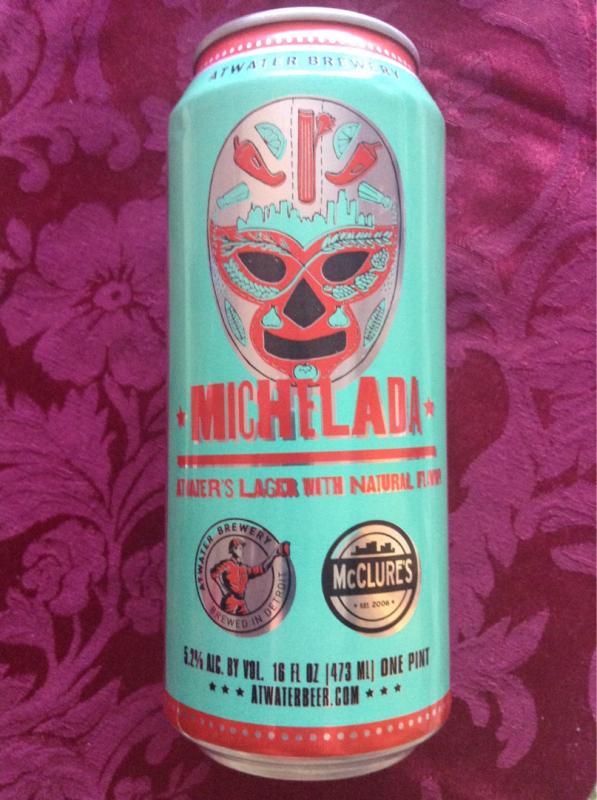 ATWATER BREWERY
MICHELADA
ATWATER'S LAGER WITH NATURAL FLAVOR
ATWATER BREWERY
BREWED IN DETROIT
McCLURE'S
EST. 2006
5.2% ALC. BY VOL. 16 FL OZ (473 ML) ONE PINT
ATWATERBEER.COM